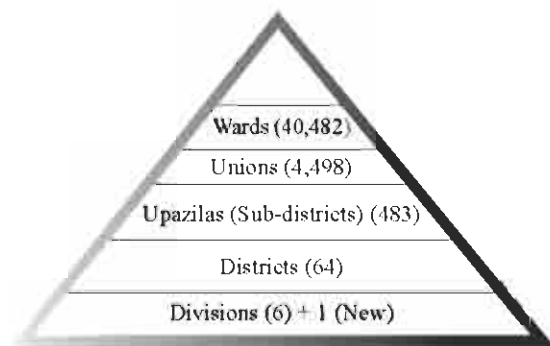 Wards (40,482)
Unions (4,498)
Upazilas (Sub-districts) (483)
Districts (64)
Divisions (6) + 1 (New)